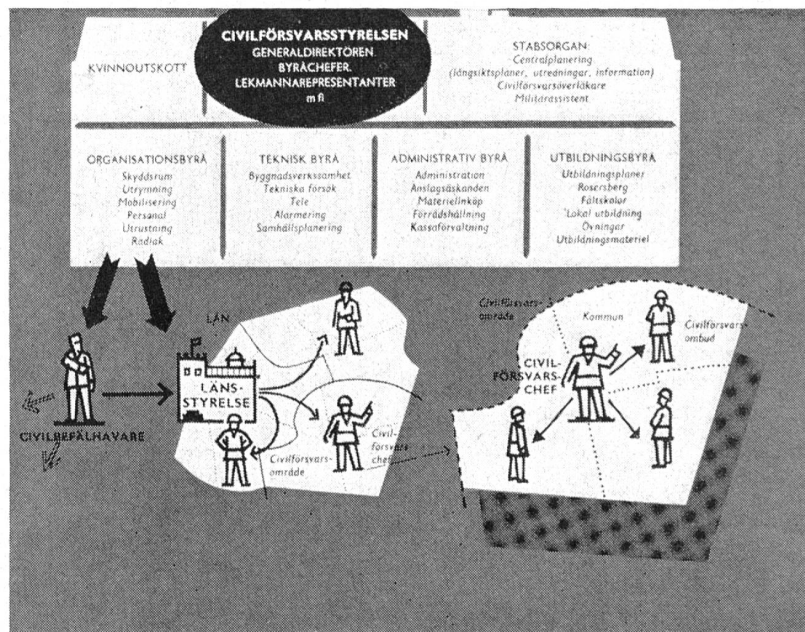 CIVILFÖRSVARSSTYRELSEN
GENERALDIREKTÖREN
BYRÅCHEFER
LEKMANNAREPRESENTANTER
m fl
KVINNOUTSKOTT
STABSORGAN:
Centralplanering
(långsiktsplaner, utredningar, information)
Civilförsvarsöverläkare
Militärassistent
ORGANISATIONSBYRÅ
Skyddsrum
Utrymning
Mobilisering
Personal
Utrustning
Radiak
TEKNISK BYRÅ
Byggnadsverkssamhet
Tekniska försök
Tele
Alarmering
Samhällsplanering
ADMINISTRATIV BYRÅ
Administration
Anslagsäskanden
Materielinköp
Förrådshållning
Kassaförvaltning
UTBILDNINGSBYRÅ
Utbildningsplaner
Rosersberg
Fältskolor
Lokal utbildning
Övningar
Utbildningsmateriel
CIVILBEFÄLHAVARE
LÄN
LÄNS-
STYRELSE
Civilförsvars-
område
Civil-
försvars
chef
Civilförsvars-
område
Kommun
Civilförsvars-
ombud
CIVIL-
FÖRSVARS-
CHEF